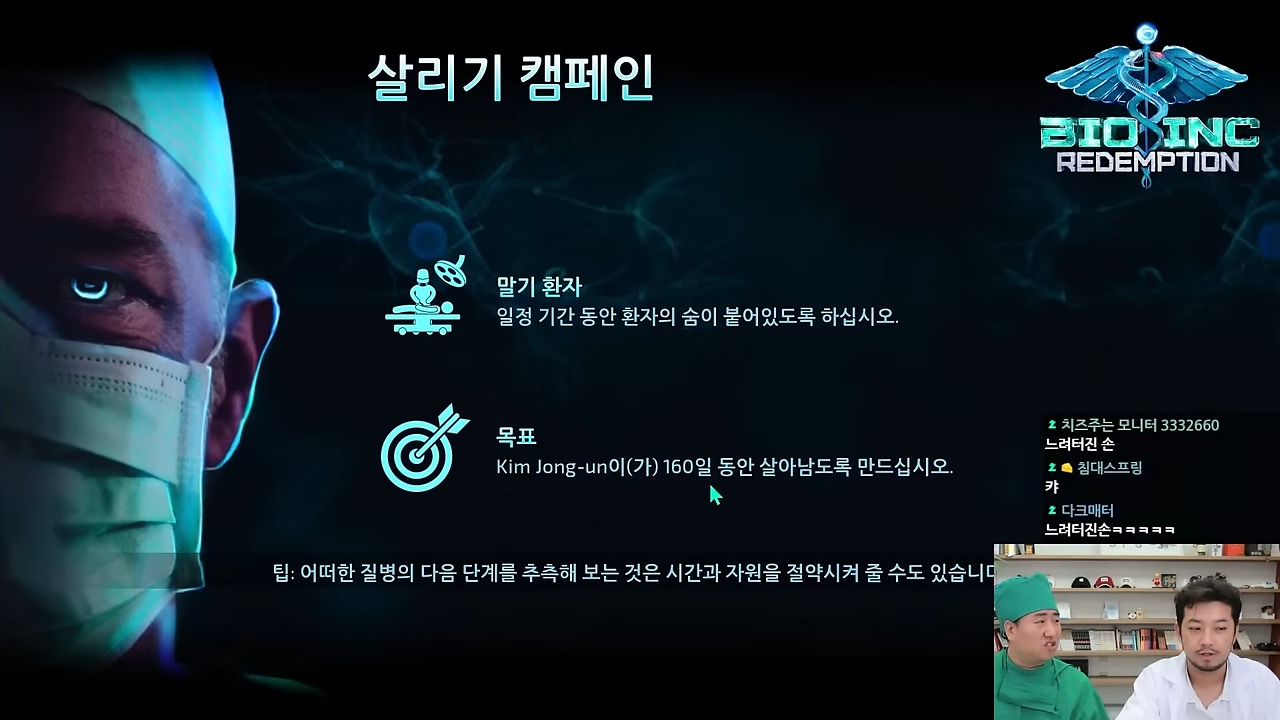 살리기 캠페인
BIO INC
REDEMPTION
말기 환자
일정 기간 동안 환자의 숨이 붙어있도록 하십시오.
목표
Kim Jong-un이(가) 160일 동안 살아남도록 만드십시오.
치즈주는 모니터 3332660
느려터진 손
침대스프링
캬
다크매터
느려터진손ㅋㅋㅋㅋㅋ
팁: 어떠한 질병의 다음 단계를 추측해 보는 것은 시간과 자원을 절약시켜 줄 수도 있습니다